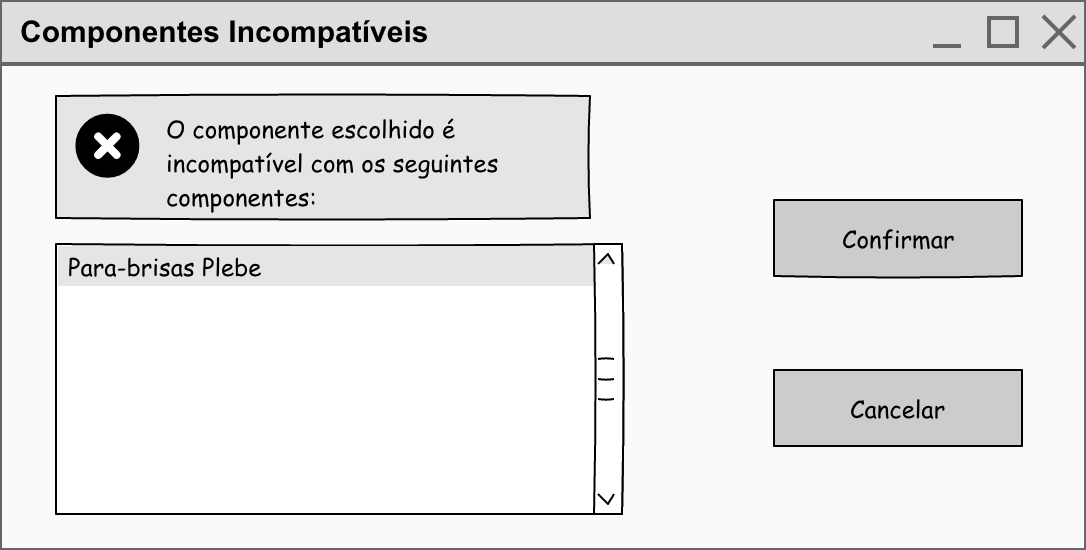 Componentes Incompatíveis
O componente escolhido é
incompatível com os seguintes
componentes:
Para-brisas Plebe
Confirmar
Cancelar